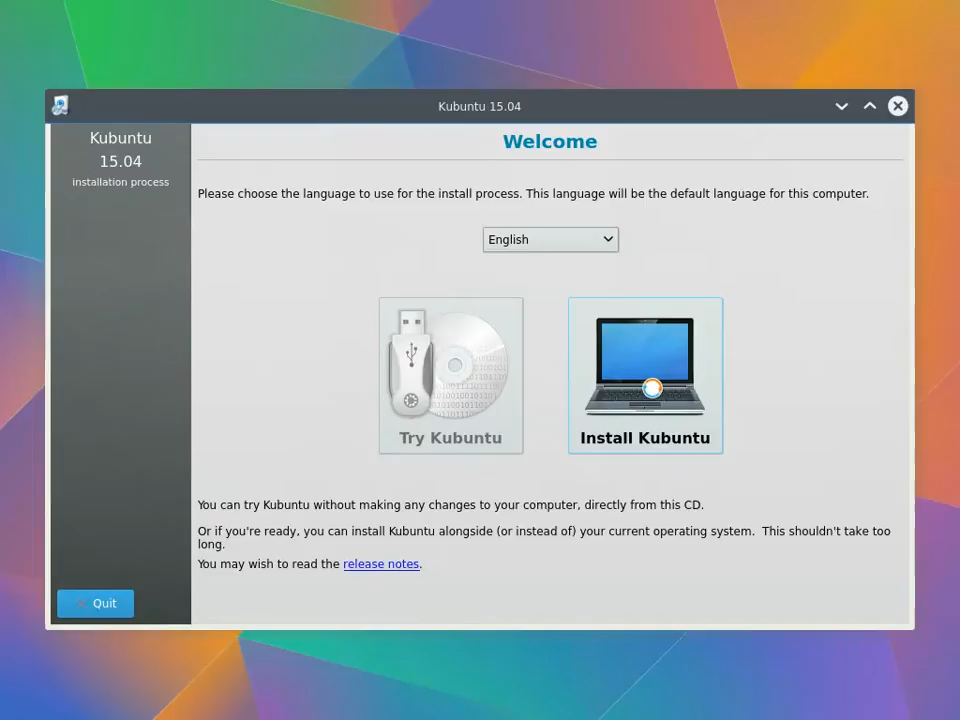 Kubuntu 15.04
Kubuntu
15.04
installation process
Welcome
Please choose the language to use for the install process. This language will be the default language for this computer.
English
Try Kubuntu
Install Kubuntu
You can try Kubuntu without making any changes to your computer, directly from this CD.
Or if you're ready, you can install Kubuntu alongside (or instead of) your current operating system.  This shouldn't take too
long.
You may wish to read the release notes.
Quit